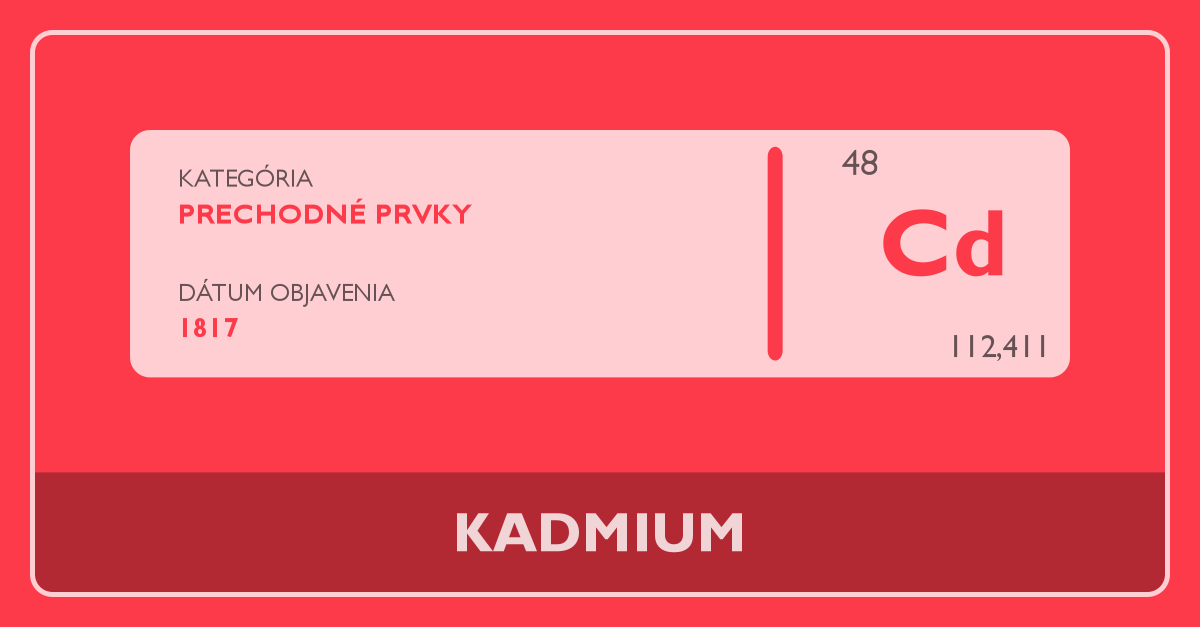 KATEGÓRIA
PRECHODNÉ PRVKY
DÁTUM OBJAVENIA
1817
48
Cd
112,411
KADMIUM